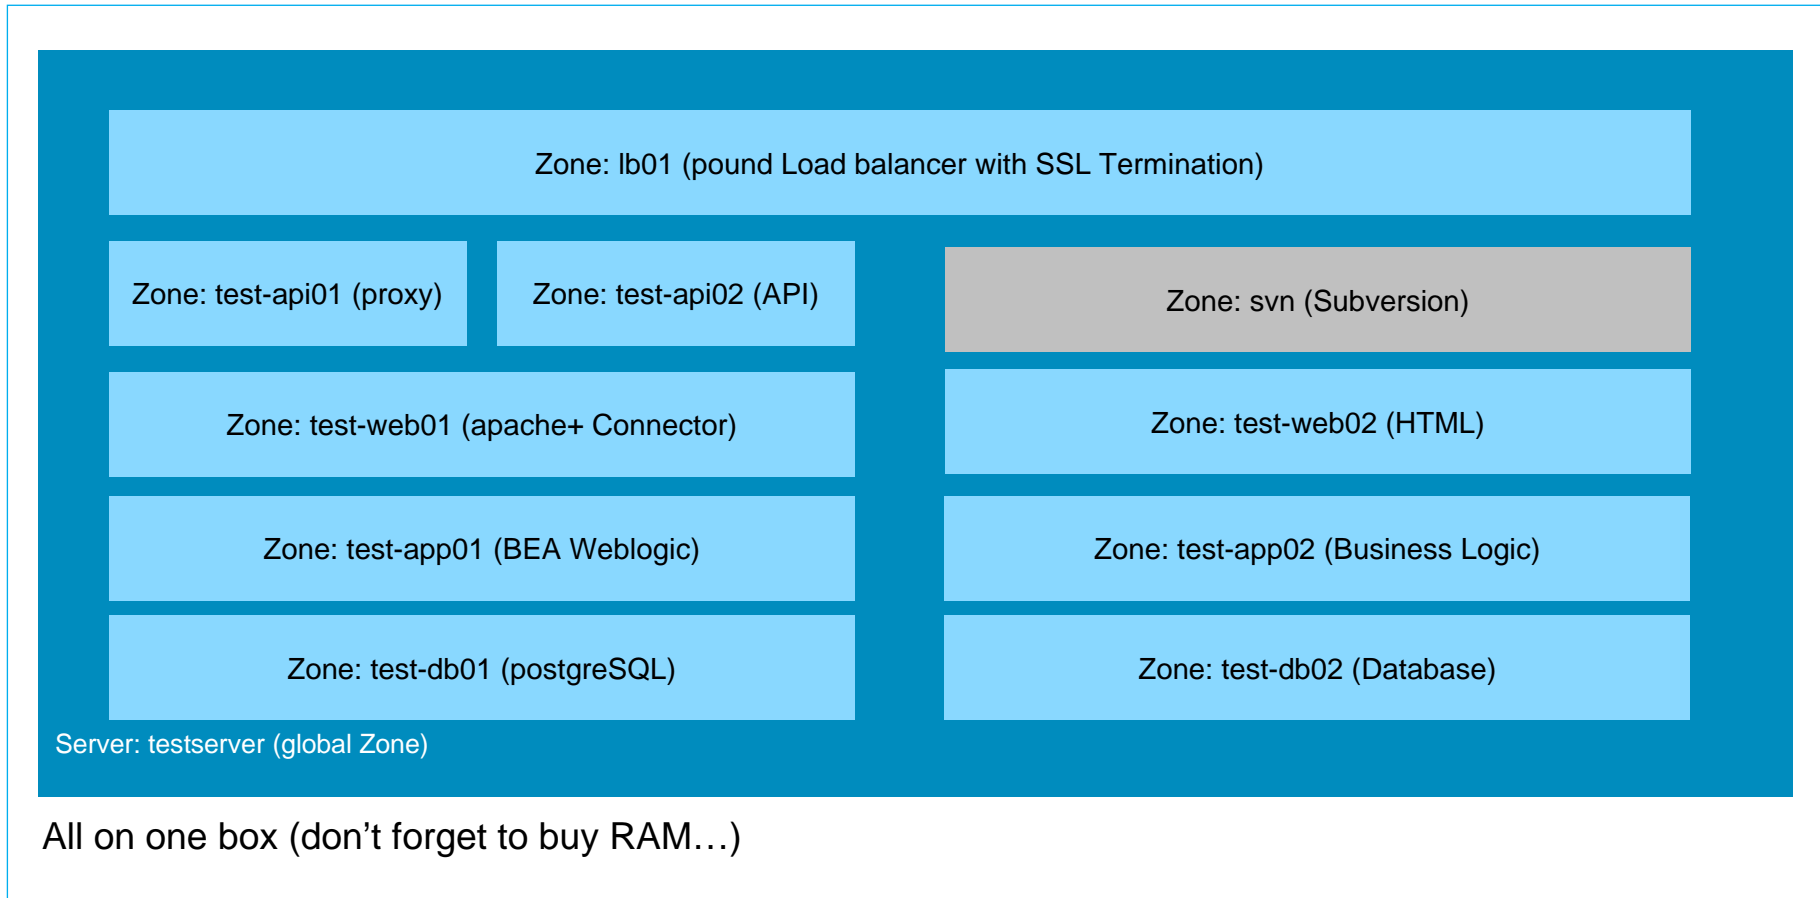 Zone: lb01 (pound Load balancer with SSL Termination)
Zone: test-api01 (proxy)
Zone: test-api02 (API)
Zone: svn (Subversion)
Zone: test-web01 (apache+ Connector)
Zone: test-web02 (HTML)
Zone: test-app01 (BEA Weblogic)
Zone: test-app02 (Business Logic)
Zone: test-db01 (postgreSQL)
Zone: test-db02 (Database)
Server: testserver (global Zone)
All on one box (don’t forget to buy RAM…)